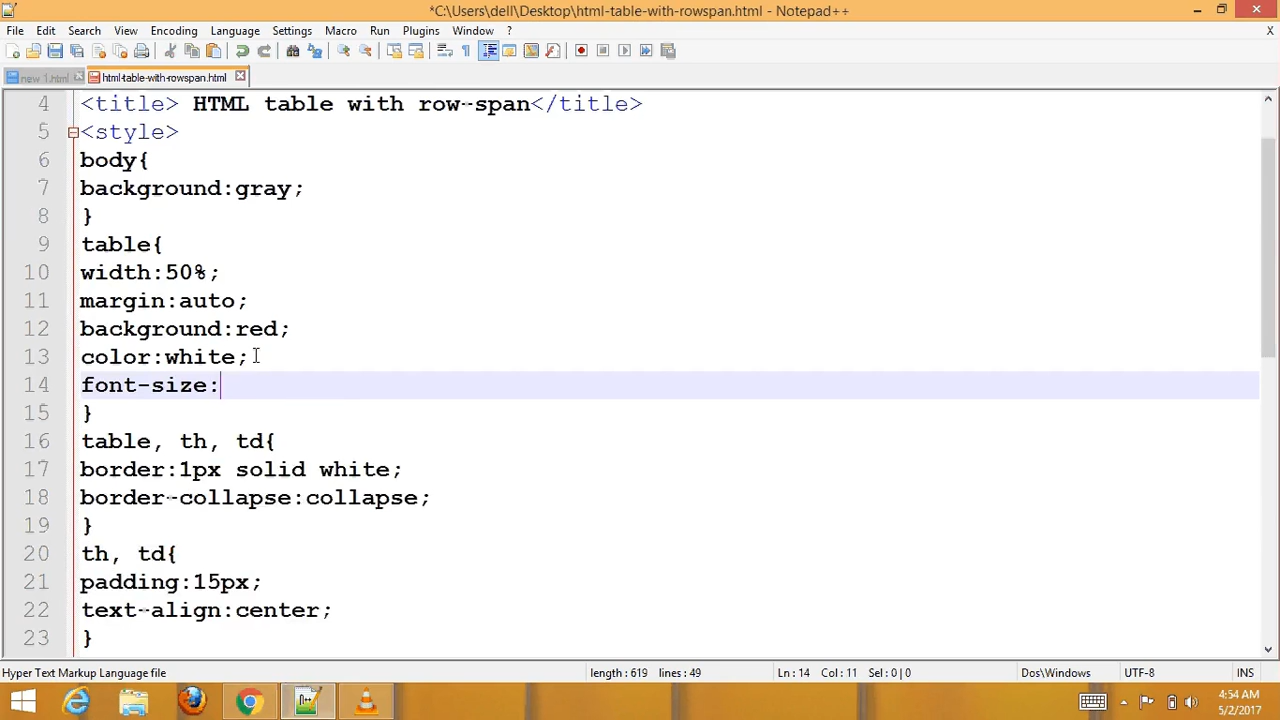 *C:\Users\dell\Desktop\html-table-with-rowspan.html - Notepad++
File Edit Search View Encoding Language Settings Macro Run Plugins Window ? X
new 1.html html-table-with-rowspan.html
4 <title> HTML table with row-span</title>
5 <style>
6 body{
7 background:gray;
8 }
9 table{
10 width:50%;
11 margin:auto;
12 background:red;
13 color:white;
14 font-size:
15 }
16 table, th, td{
17 border:1px solid white;
18 border-collapse:collapse;
19 }
20 th, td{
21 padding:15px;
22 text-align:center;
23 }
Hyper Text Markup Language file length : 619 lines : 49 Ln : 14 Col : 11 Sel : 0 | 0 Dos\Windows UTF-8 INS
4:54 AM
5/2/2017